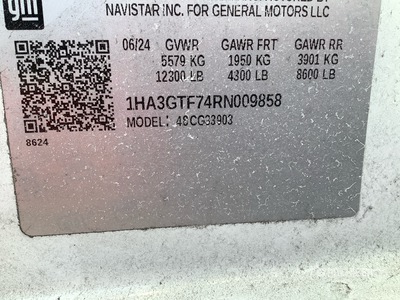 gm
NAVISTAR INC. FOR GENERAL MOTORS LLC
06/24 GVWR GAWR FRT GAWR RR
5579 KG 1950 KG 3901 KG
12300 LB 4300 LB 8600 LB
1HA3GTF74RN009858
MODEL: 4SCG33903
8624